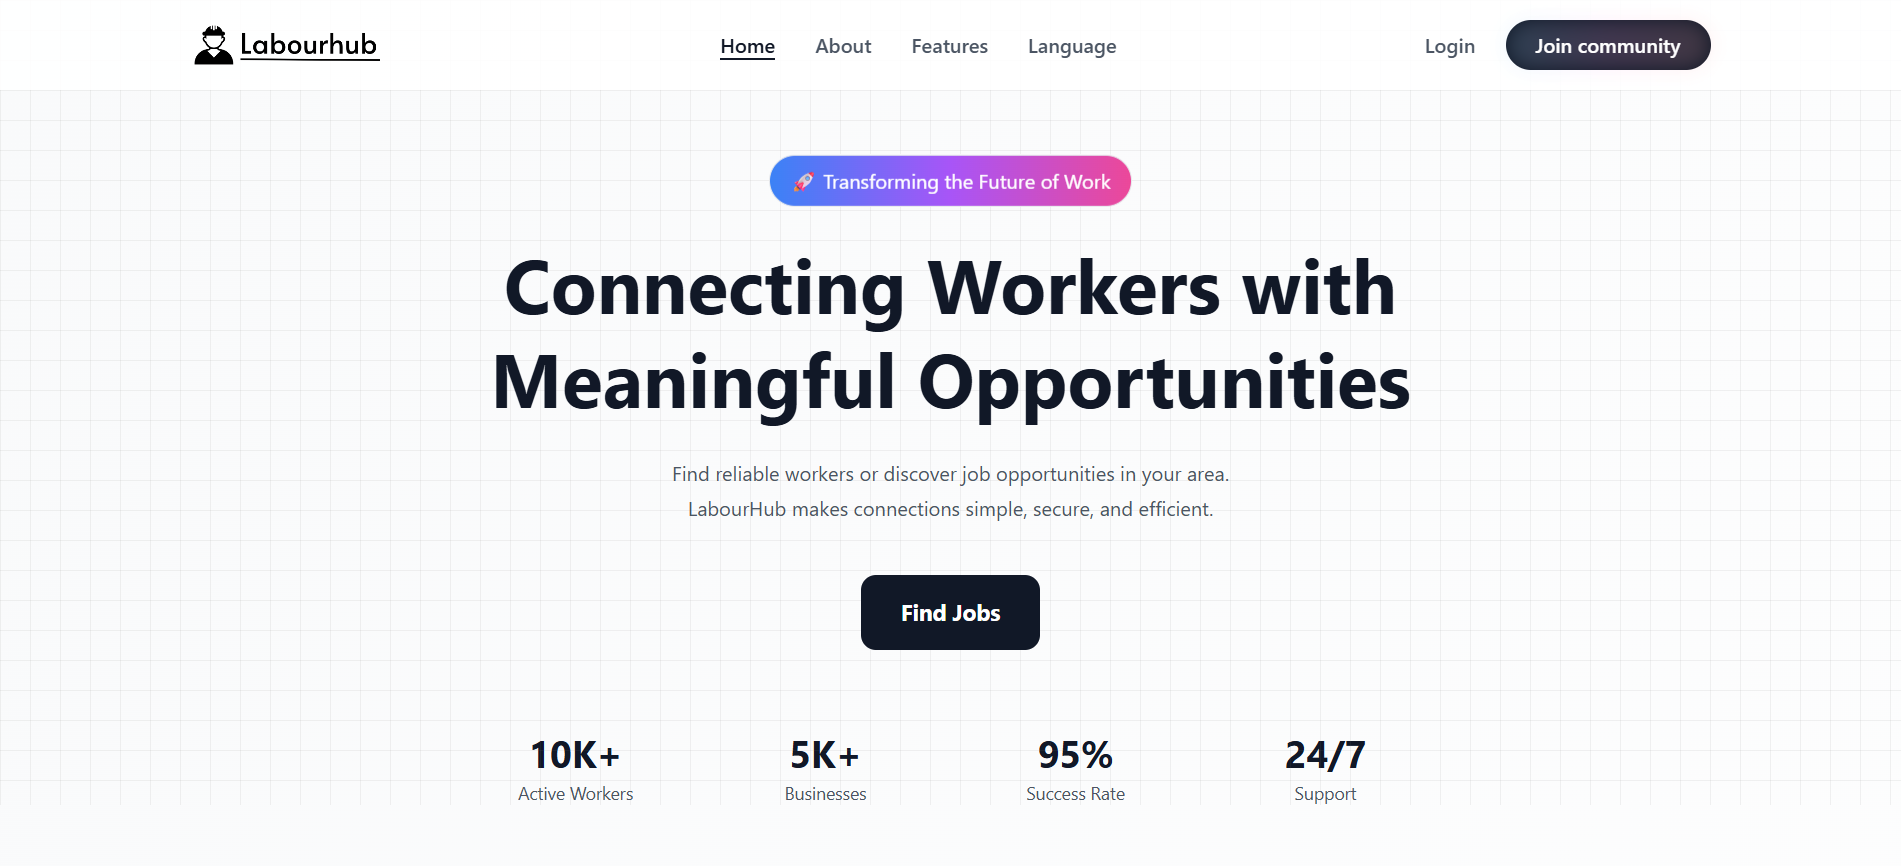 Labourhub
Home About Features Language
Login Join community
🚀 Transforming the Future of Work
Connecting Workers with
Meaningful Opportunities
Find reliable workers or discover job opportunities in your area.
LabourHub makes connections simple, secure, and efficient.
Find Jobs
10K+ 5K+ 95% 24/7
Active Workers Businesses Success Rate Support